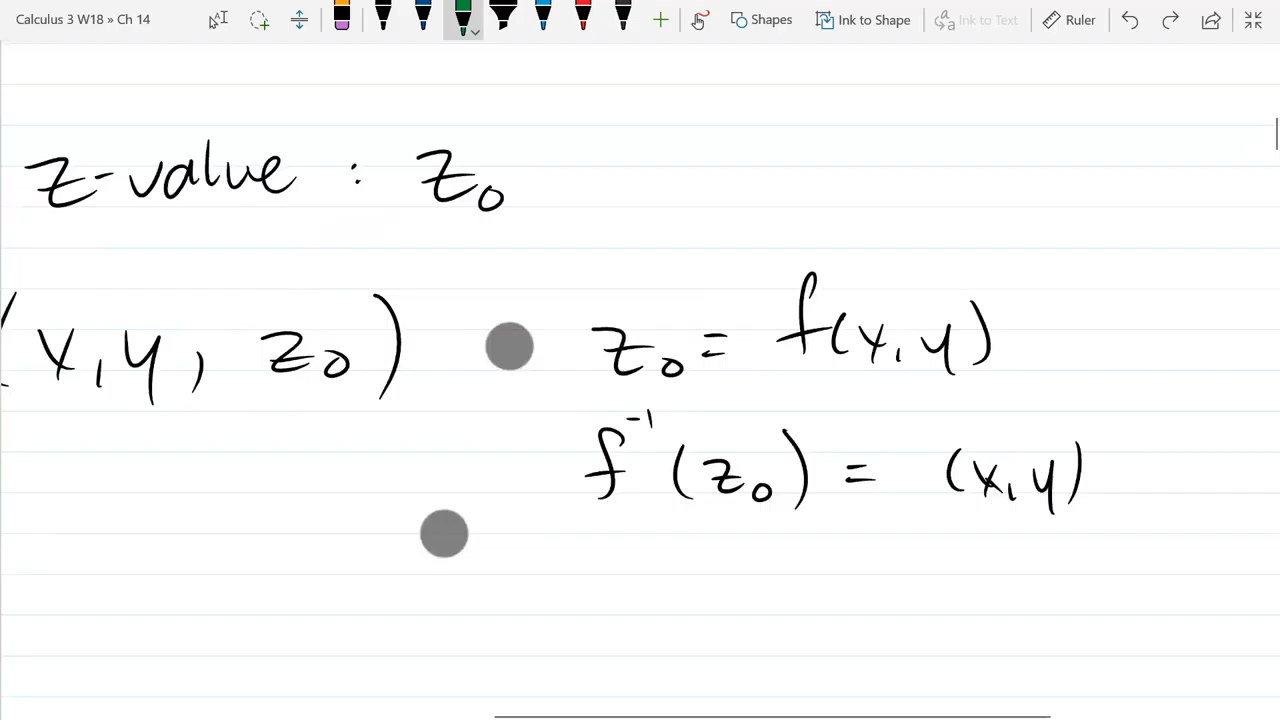 Calculus 3 W18 » Ch 14
Shapes
Ink to Shape
Ink to Text
Ruler
z-value : z₀
(x, y, z₀)
z₀ = f(x, y)
f⁻¹(z₀) = (x, y)